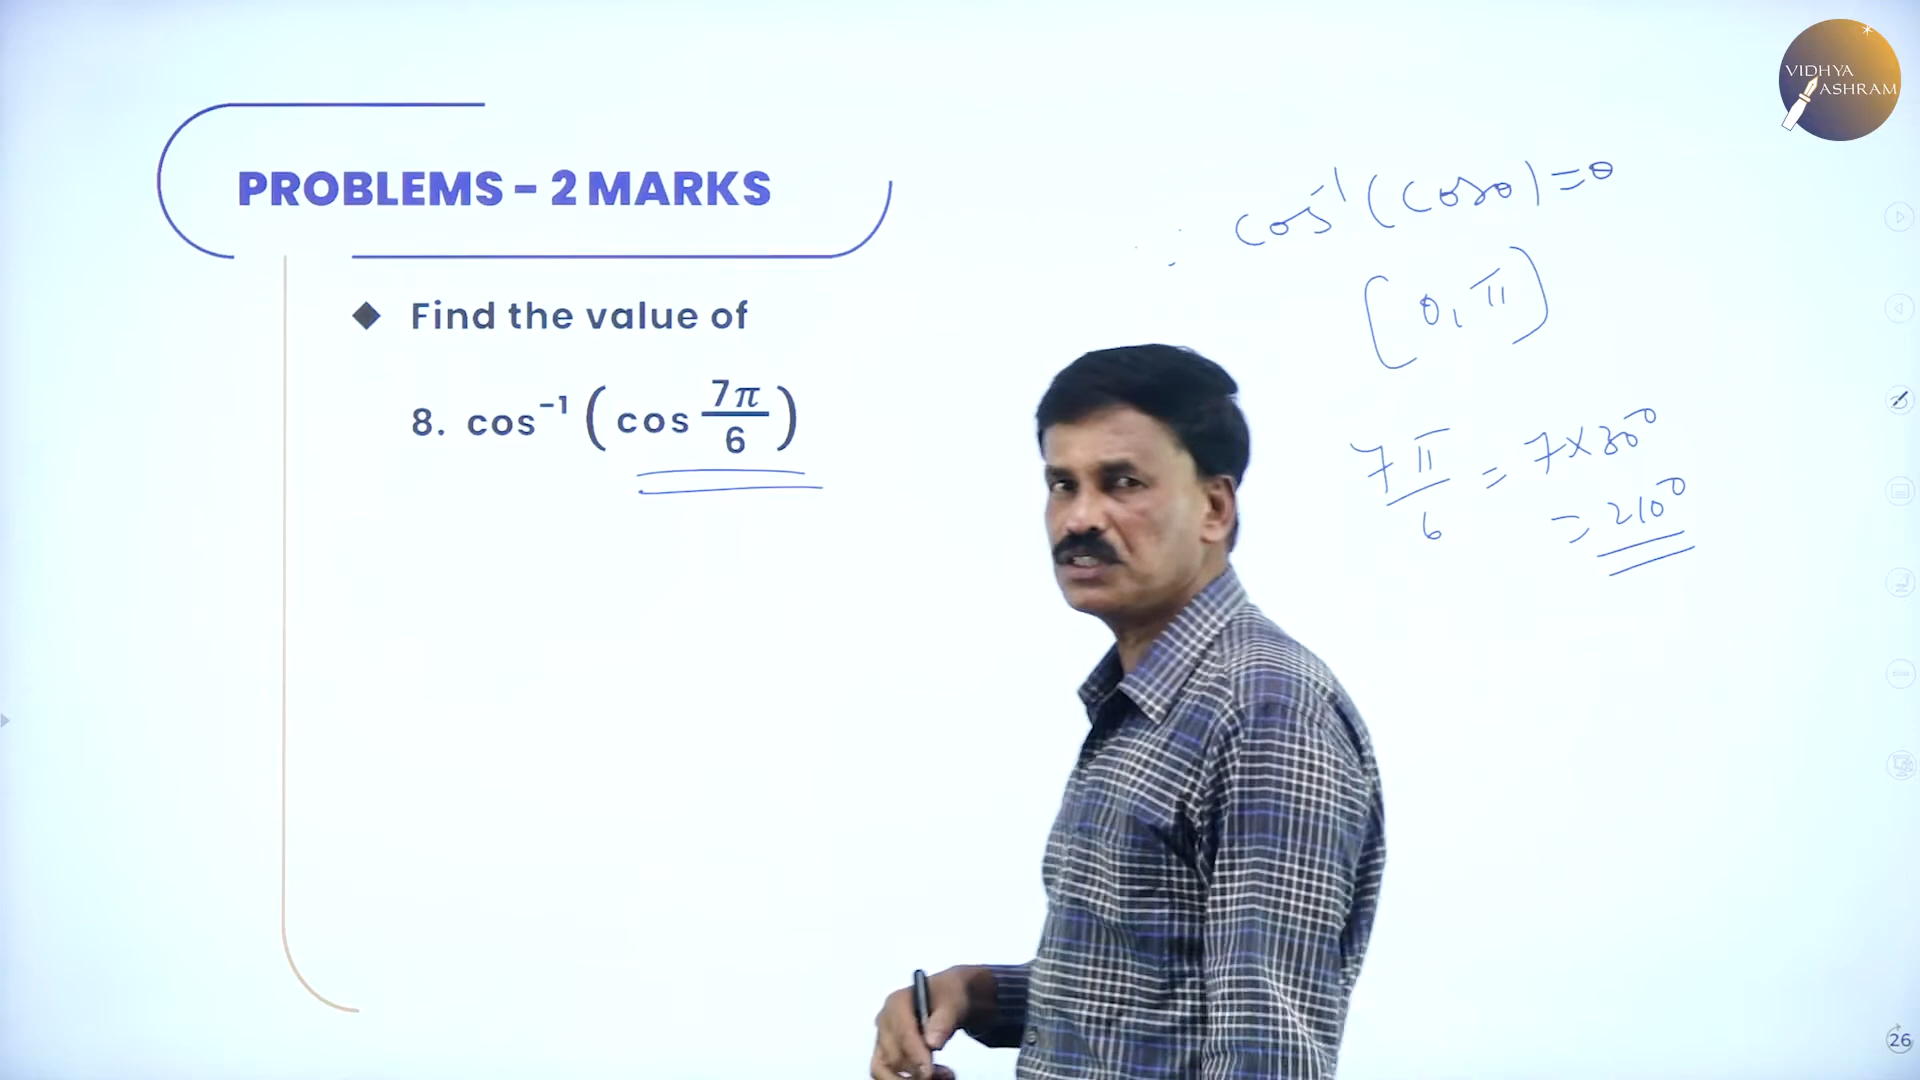 VIDHYA
ASHRAM
PROBLEMS - 2 MARKS
Find the value of
8. cos⁻¹ (cos 7π/6)
∵ cos⁻¹(cosθ) = θ
[0, π]
7π/6 = 7×30°
= 210°
26